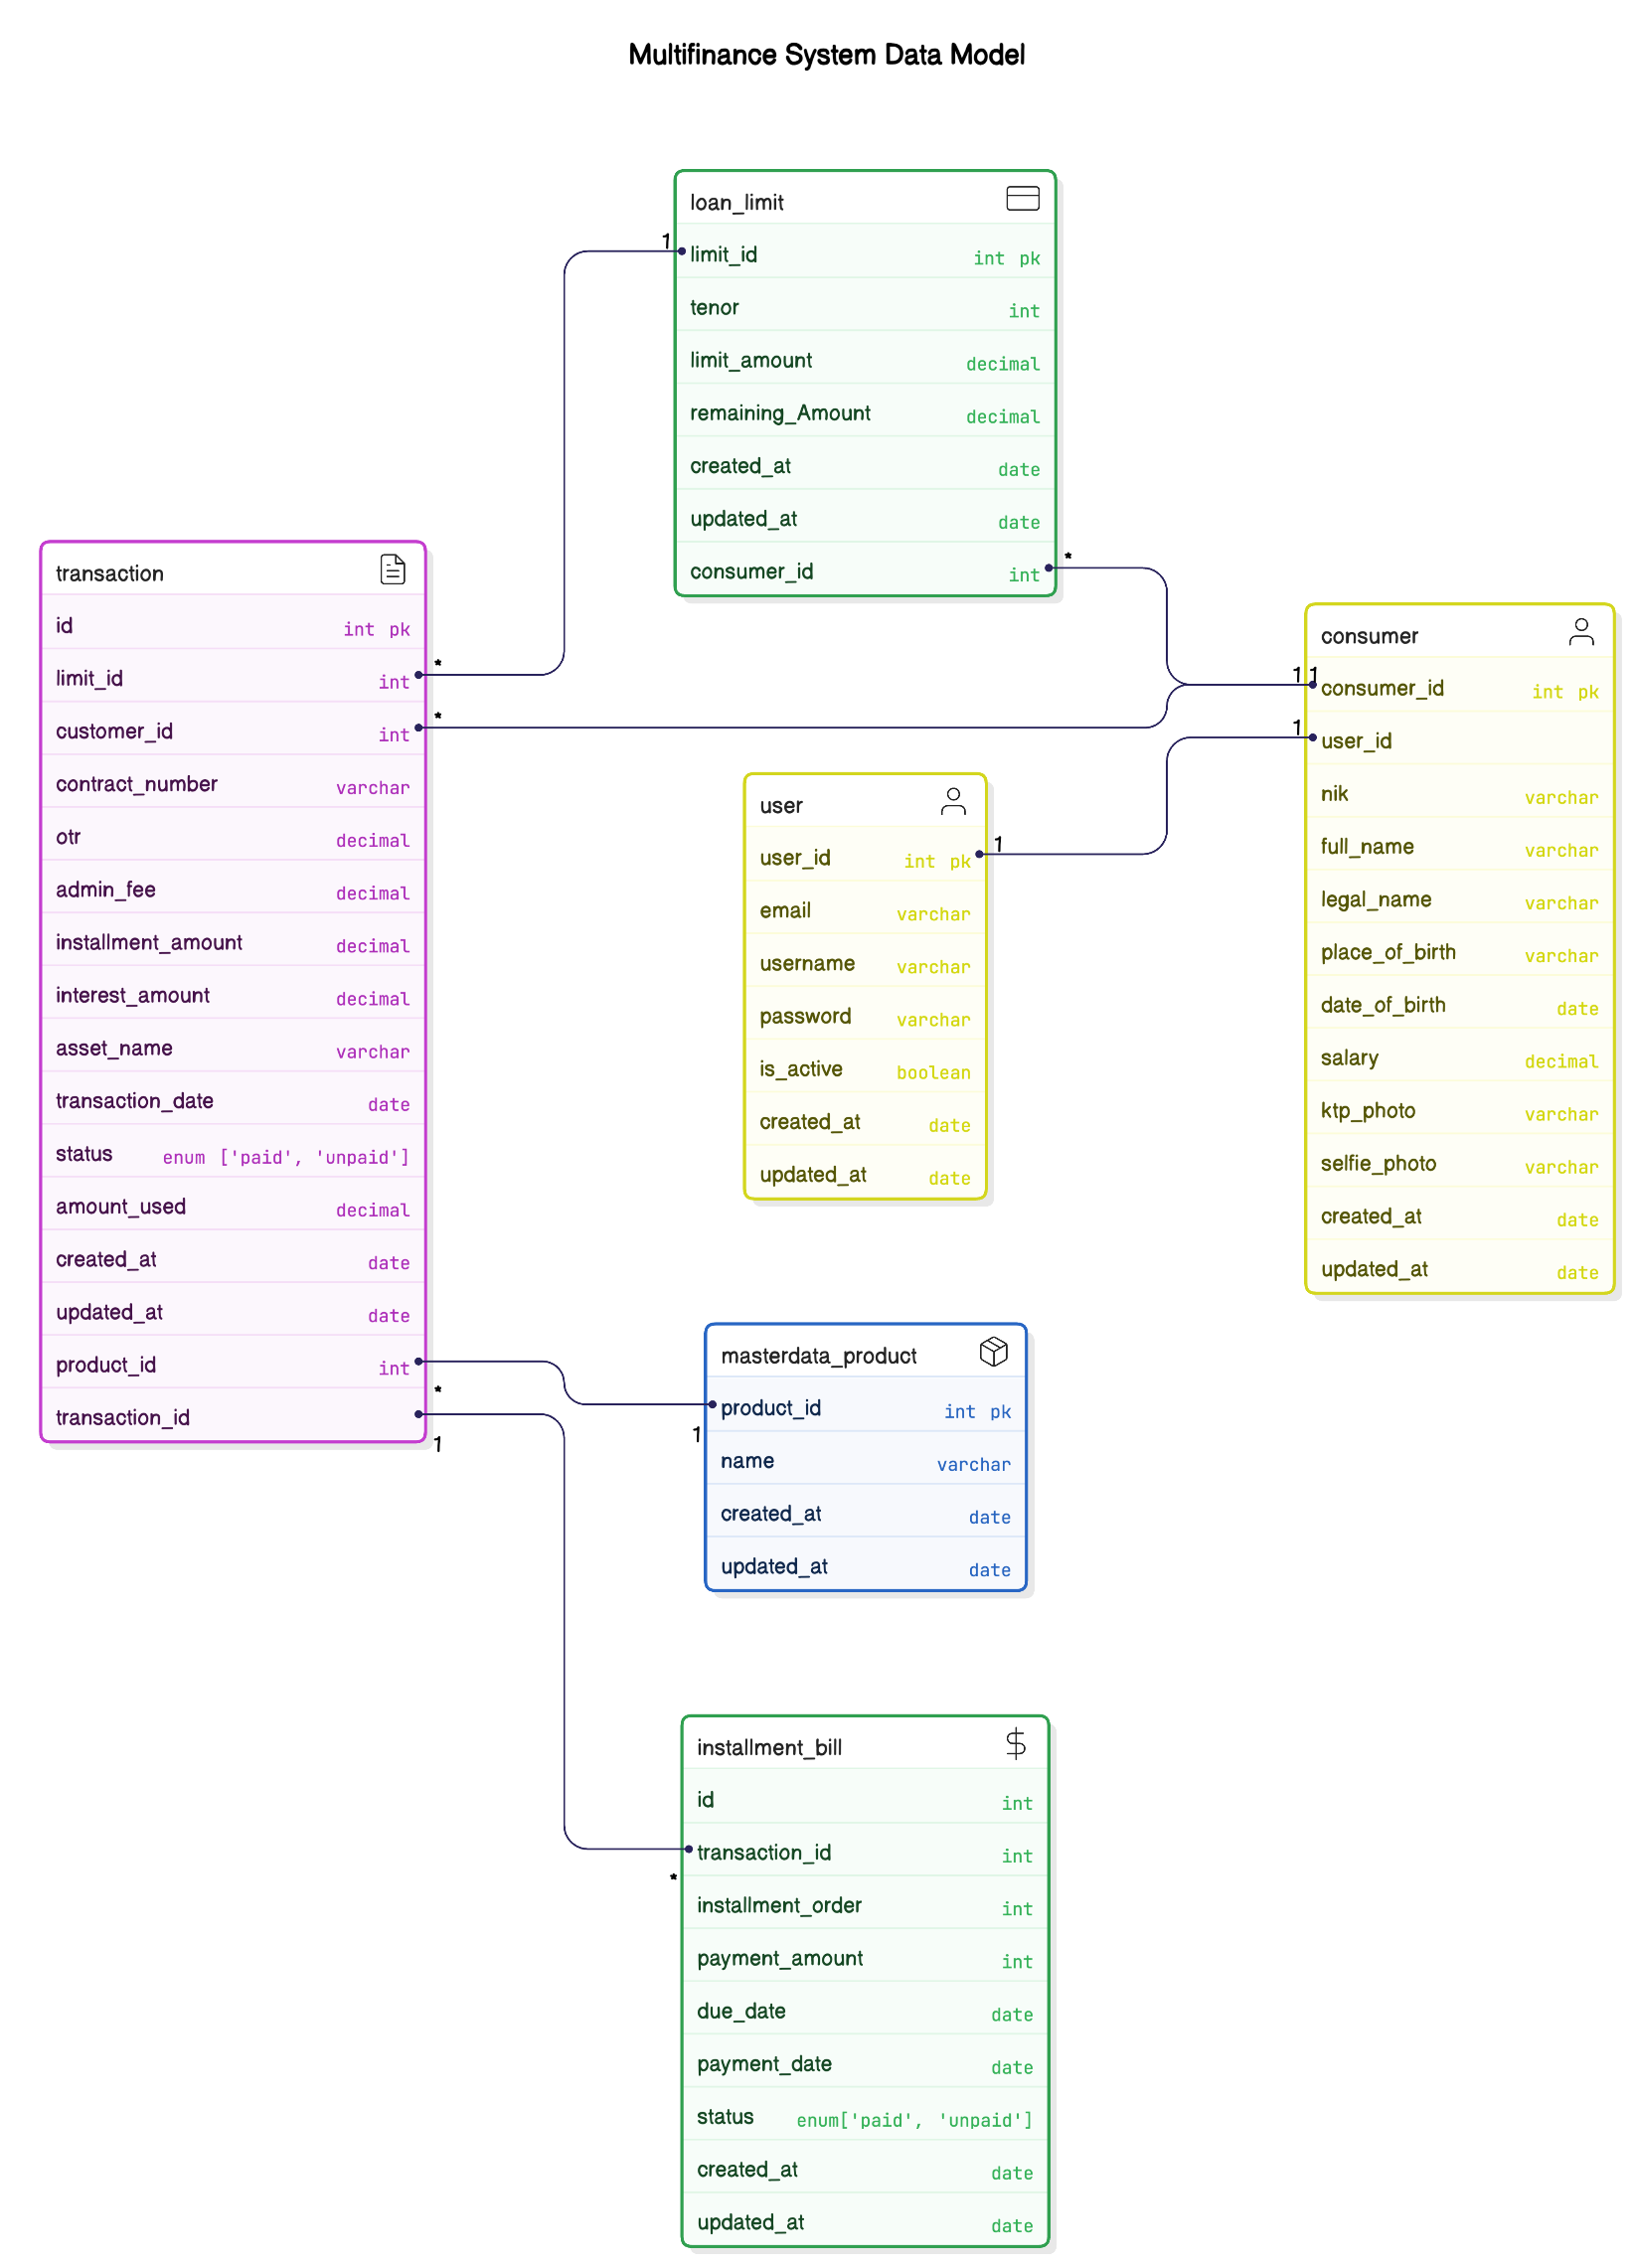 Multifinance System Data Model
loan_limit
limit_id int pk
tenor int
limit_amount decimal
remaining_Amount decimal
created_at date
updated_at date
consumer_id int
1
*
transaction
id int pk
limit_id int
customer_id int
contract_number varchar
otr decimal
admin_fee decimal
installment_amount decimal
interest_amount decimal
asset_name varchar
transaction_date date
status enum ['paid', 'unpaid']
amount_used decimal
created_at date
updated_at date
product_id int
transaction_id
*
*
*
1
consumer
consumer_id int pk
user_id
nik varchar
full_name varchar
legal_name varchar
place_of_birth varchar
date_of_birth date
salary decimal
ktp_photo varchar
selfie_photo varchar
created_at date
updated_at date
1 1
1
user
user_id int pk
email varchar
username varchar
password varchar
is_active boolean
created_at date
updated_at date
1
masterdata_product
product_id int pk
name varchar
created_at date
updated_at date
1
installment_bill
id int
transaction_id int
installment_order int
payment_amount int
due_date date
payment_date date
status enum['paid', 'unpaid']
created_at date
updated_at date
*